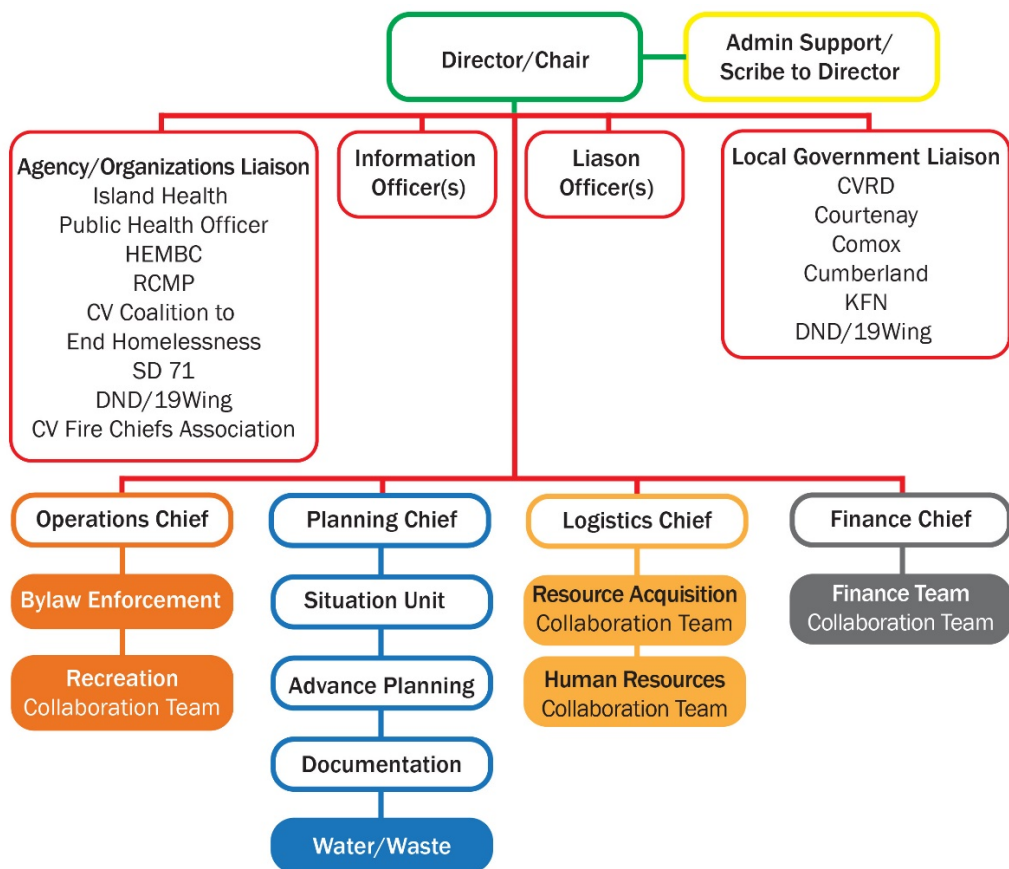 Director/Chair
Admin Support/
Scribe to Director
Agency/Organizations Liaison
Island Health
Public Health Officer
HEMBC
RCMP
CV Coalition to
End Homelessness
SD 71
DND/19Wing
CV Fire Chiefs Association
Information
Officer(s)
Liason
Officer(s)
Local Government Liaison
CVRD
Courtenay
Comox
Cumberland
KFN
DND/19Wing
Operations Chief
Bylaw Enforcement
Recreation
Collaboration Team
Planning Chief
Situation Unit
Advance Planning
Documentation
Water/Waste
Logistics Chief
Resource Acquisition
Collaboration Team
Human Resources
Collaboration Team
Finance Chief
Finance Team
Collaboration Team